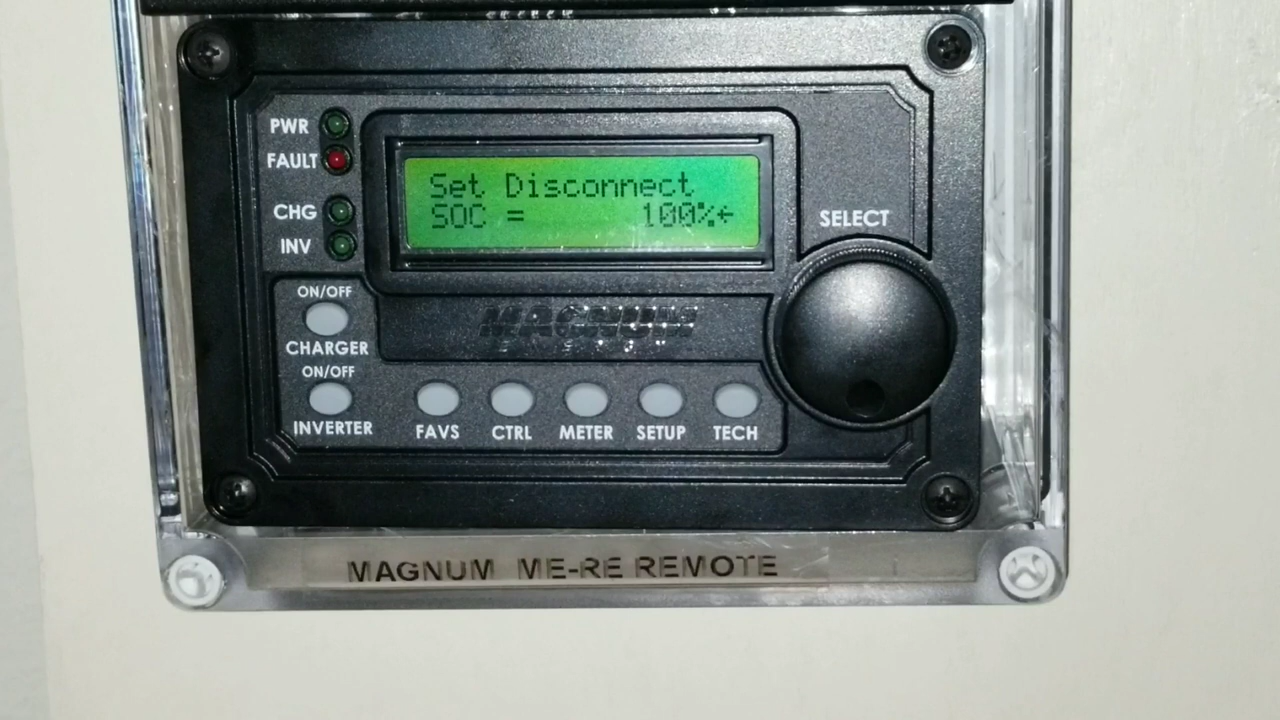 PWR
FAULT
CHG
INV
Set Disconnect
SOC = 100%←
SELECT
ON/OFF
CHARGER
ON/OFF
INVERTER
MAGNUM
FAVS
CTRL
METER
SETUP
TECH
MAGNUM ME-RE REMOTE